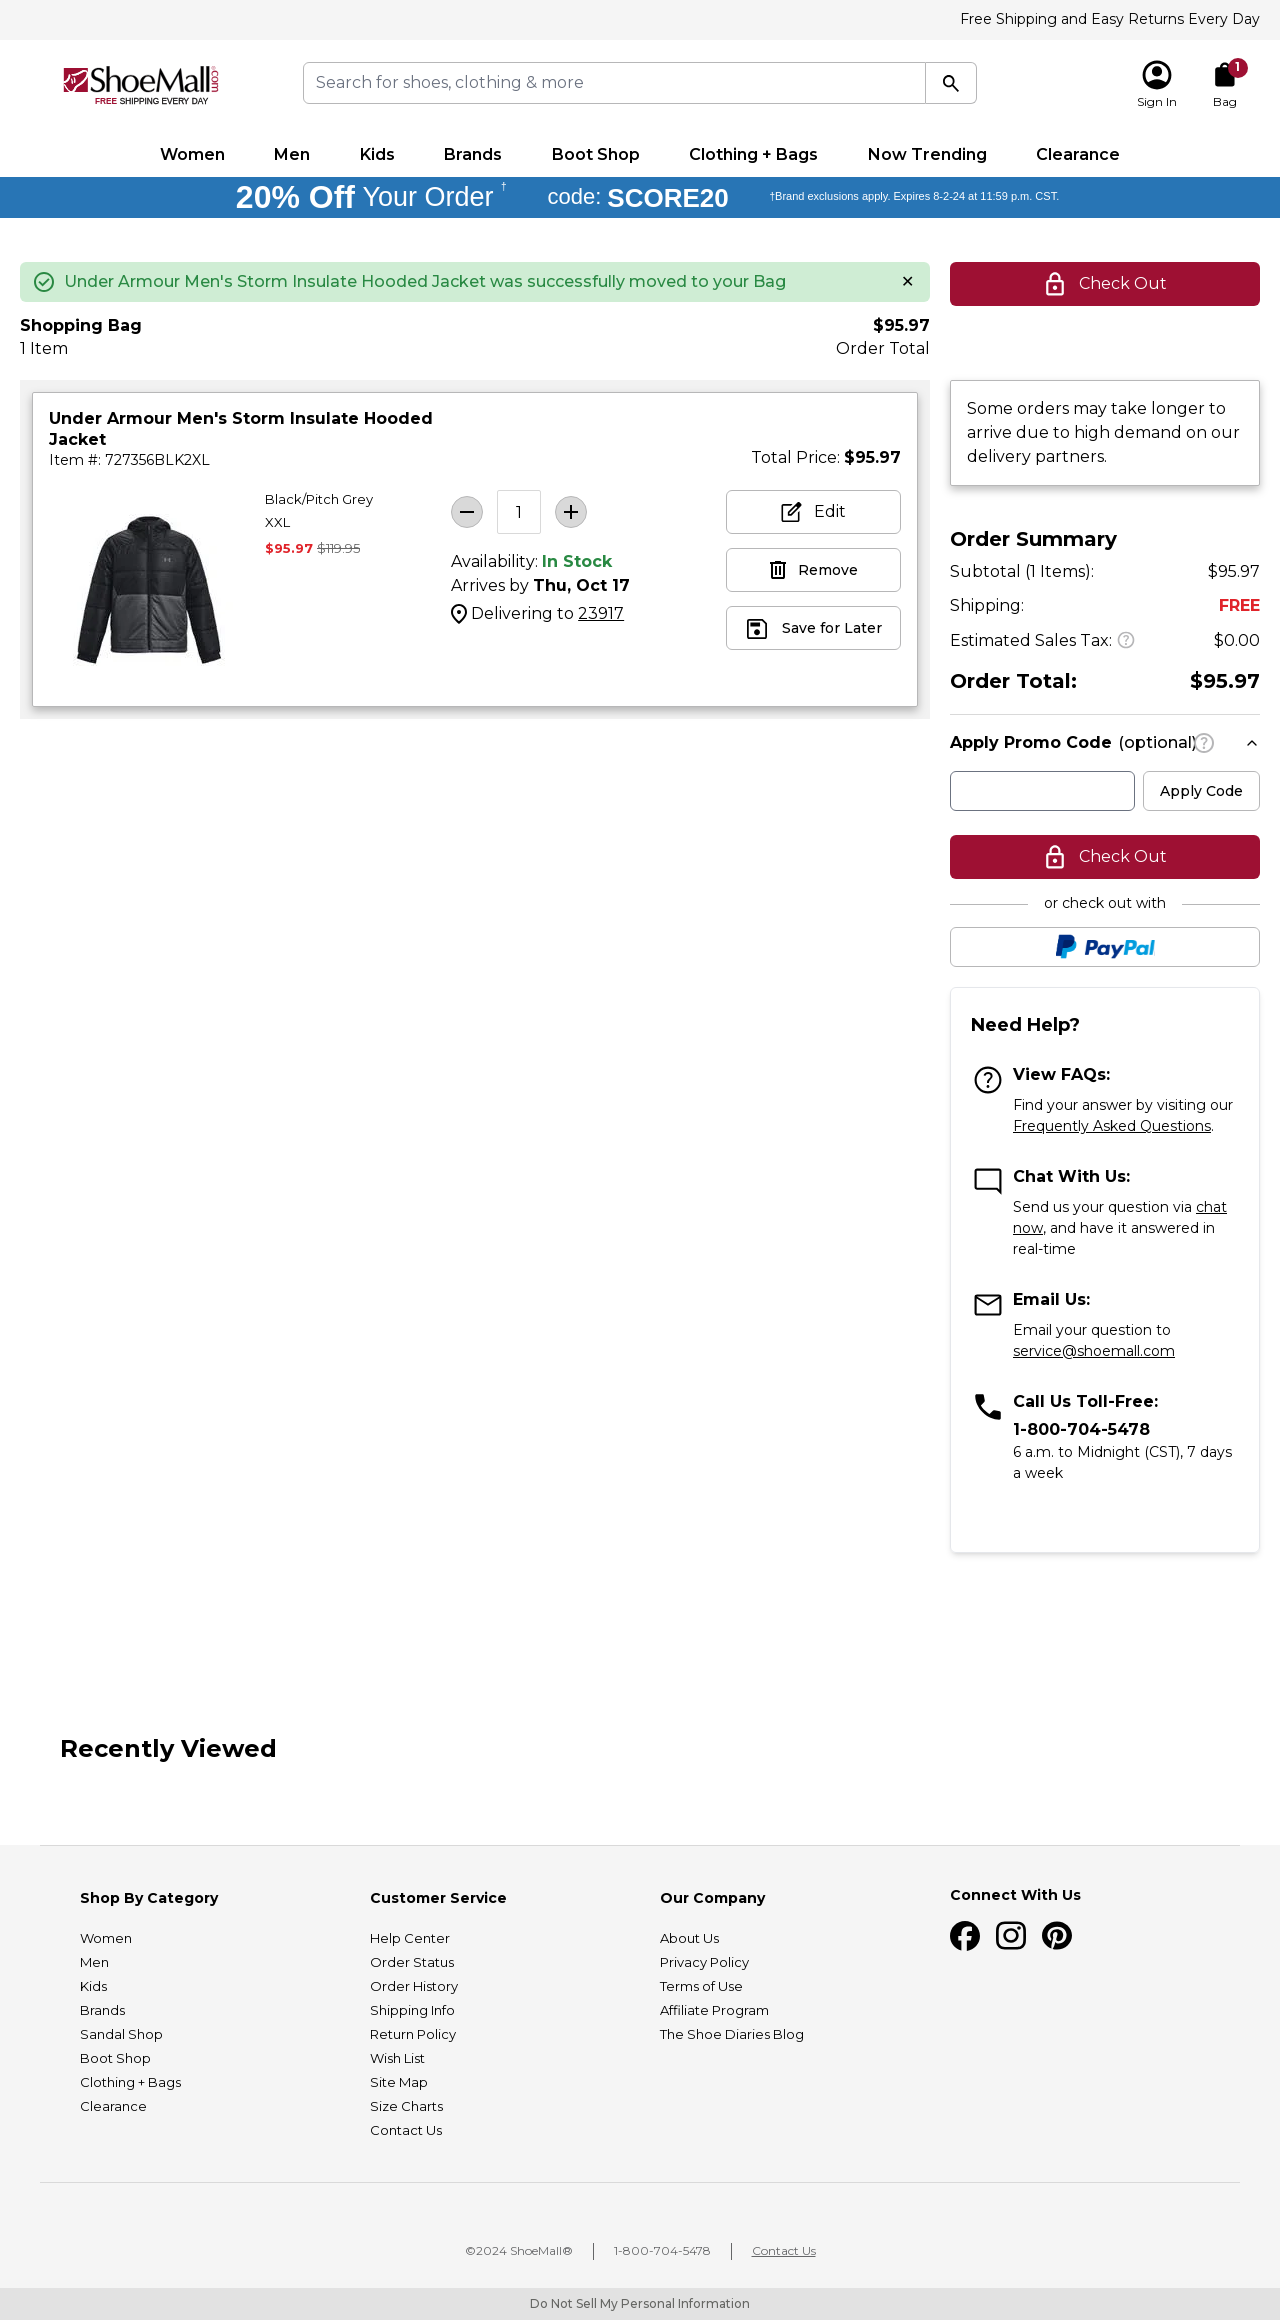 Free Shipping and Easy Returns Every Day
ShoeMall.com
FREE SHIPPING EVERY DAY
Search for shoes, clothing & more
Sign In
1
Bag
Women Men Kids Brands Boot Shop Clothing + Bags Now Trending Clearance
20% Off Your Order † code: SCORE20 †Brand exclusions apply. Expires 8-2-24 at 11:59 p.m. CST.
Under Armour Men's Storm Insulate Hooded Jacket was successfully moved to your Bag
Check Out
Shopping Bag $95.97
1 Item Order Total
Under Armour Men's Storm Insulate Hooded
Jacket
Item #: 727356BLK2XL
Total Price: $95.97
Black/Pitch Grey
XXL
$95.97 $119.95
1
Availability: In Stock
Arrives by Thu, Oct 17
Delivering to 23917
Edit
Remove
Save for Later
Some orders may take longer to
arrive due to high demand on our
delivery partners.
Order Summary
Subtotal (1 Items): $95.97
Shipping: FREE
Estimated Sales Tax: $0.00
Order Total: $95.97
Apply Promo Code (optional)
Apply Code
Check Out
or check out with
PayPal
Need Help?
View FAQs:
Find your answer by visiting our
Frequently Asked Questions.
Chat With Us:
Send us your question via chat
now, and have it answered in
real-time
Email Us:
Email your question to
service@shoemall.com
Call Us Toll-Free:
1-800-704-5478
6 a.m. to Midnight (CST), 7 days
a week
Recently Viewed
Shop By Category
Women
Men
Kids
Brands
Sandal Shop
Boot Shop
Clothing + Bags
Clearance
Customer Service
Help Center
Order Status
Order History
Shipping Info
Return Policy
Wish List
Site Map
Size Charts
Contact Us
Our Company
About Us
Privacy Policy
Terms of Use
Affiliate Program
The Shoe Diaries Blog
Connect With Us
©2024 ShoeMall® 1-800-704-5478 Contact Us
Do Not Sell My Personal Information